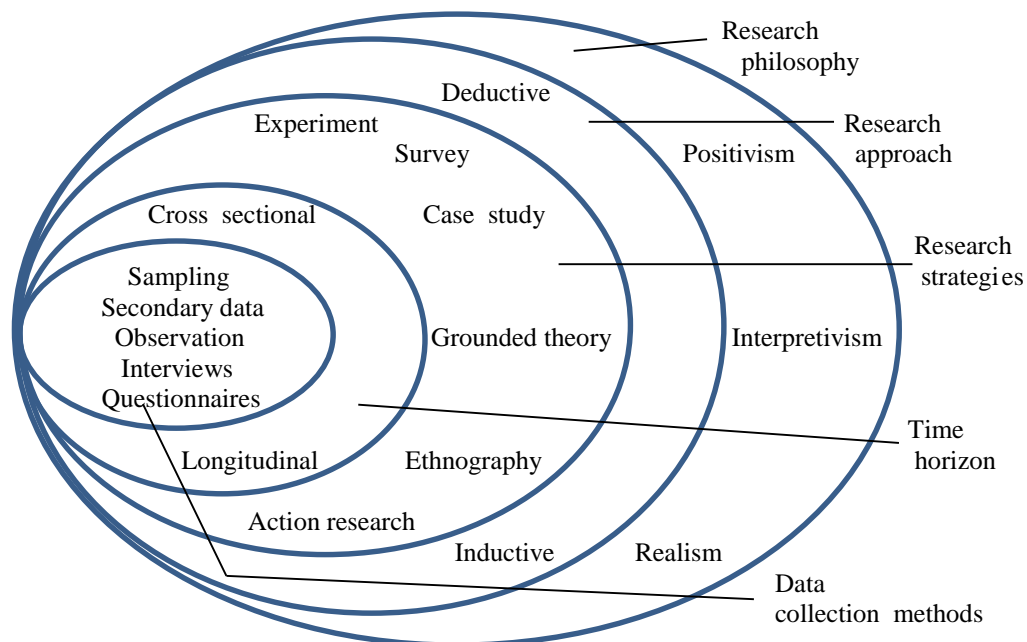 Research
philosophy
Deductive
Experiment
Research
approach
Survey
Positivism
Cross sectional
Case study
Research
strategies
Sampling
Secondary data
Observation
Interviews
Questionnaires
Grounded theory
Interpretivism
Time
horizon
Longitudinal
Ethnography
Action research
Inductive
Realism
Data
collection methods